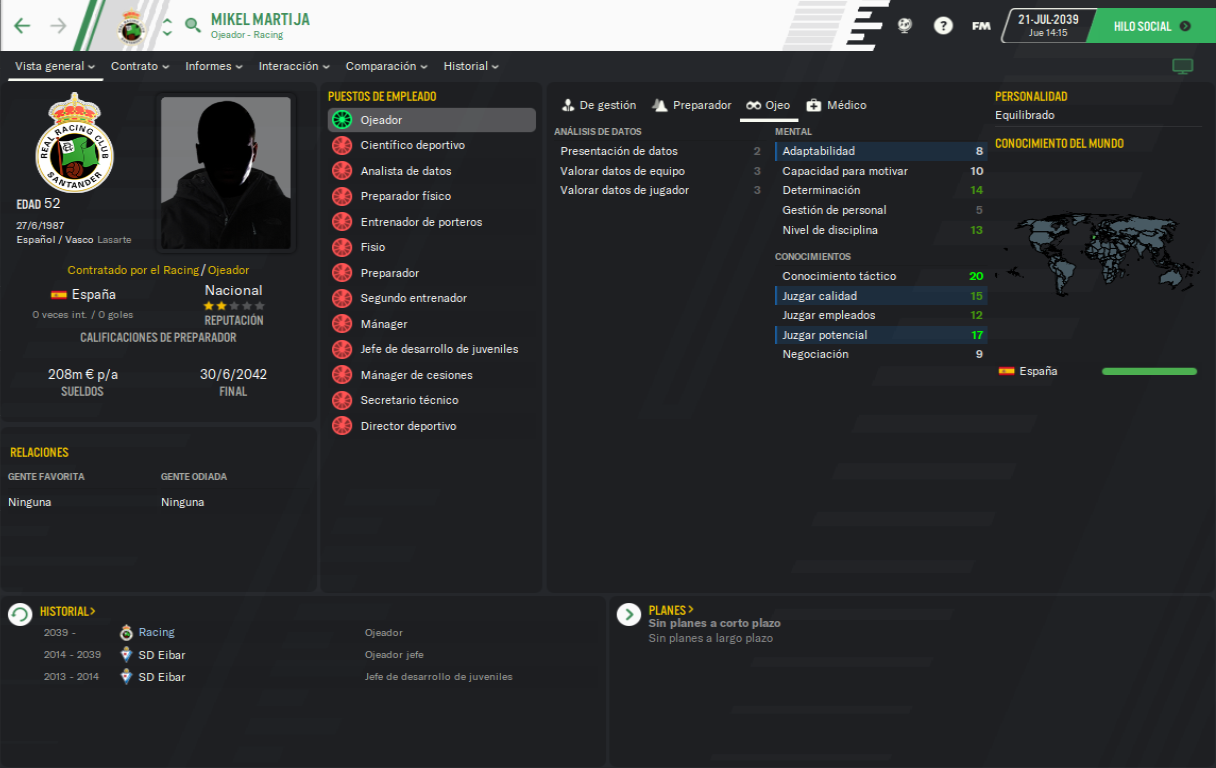 MIKEL MARTIJA
Ojeador - Racing
?
FM
21-JUL-2039
Jue 14:15
HILO SOCIAL
Vista general
Contrato
Informes
Interacción
Comparación
Historial
REAL RACING CLUB
SANTANDER
EDAD 52
27/6/1987
Español / Vasco Lasarte
Contratado por el Racing / Ojeador
España
0 veces int. / 0 goles
Nacional
REPUTACIÓN
CALIFICACIONES DE PREPARADOR
208m € p/a
SUELDOS
30/6/2042
FINAL
RELACIONES
GENTE FAVORITA
Ninguna
GENTE ODIADA
Ninguna
PUESTOS DE EMPLEADO
Ojeador
Científico deportivo
Analista de datos
Preparador físico
Entrenador de porteros
Fisio
Preparador
Segundo entrenador
Mánager
Jefe de desarrollo de juveniles
Mánager de cesiones
Secretario técnico
Director deportivo
De gestión
Preparador
Ojeo
Médico
ANÁLISIS DE DATOS
Presentación de datos 2
Valorar datos de equipo 3
Valorar datos de jugador 3
MENTAL
Adaptabilidad 8
Capacidad para motivar 10
Determinación 14
Gestión de personal 5
Nivel de disciplina 13
CONOCIMIENTOS
Conocimiento táctico 20
Juzgar calidad 15
Juzgar empleados 12
Juzgar potencial 17
Negociación 9
PERSONALIDAD
Equilibrado
CONOCIMIENTO DEL MUNDO
España
HISTORIAL >
2039 - Racing Ojeador
2014 - 2039 SD Eibar Ojeador jefe
2013 - 2014 SD Eibar Jefe de desarrollo de juveniles
PLANES >
Sin planes a corto plazo
Sin planes a largo plazo